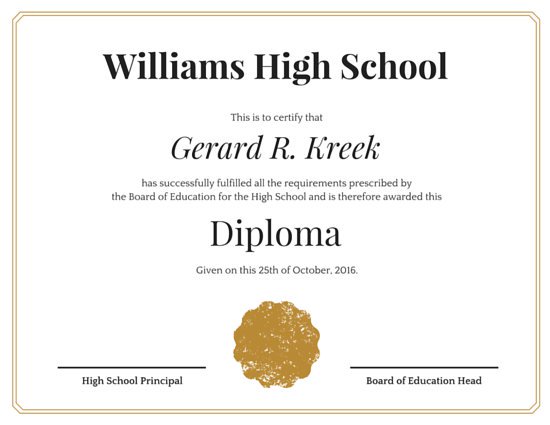 Williams High School
This is to certify that
Gerard R. Kreek
has successfully fulfilled all the requirements prescribed by
the Board of Education for the High School and is therefore awarded this
Diploma
Given on this 25th of October, 2016.
High School Principal
Board of Education Head